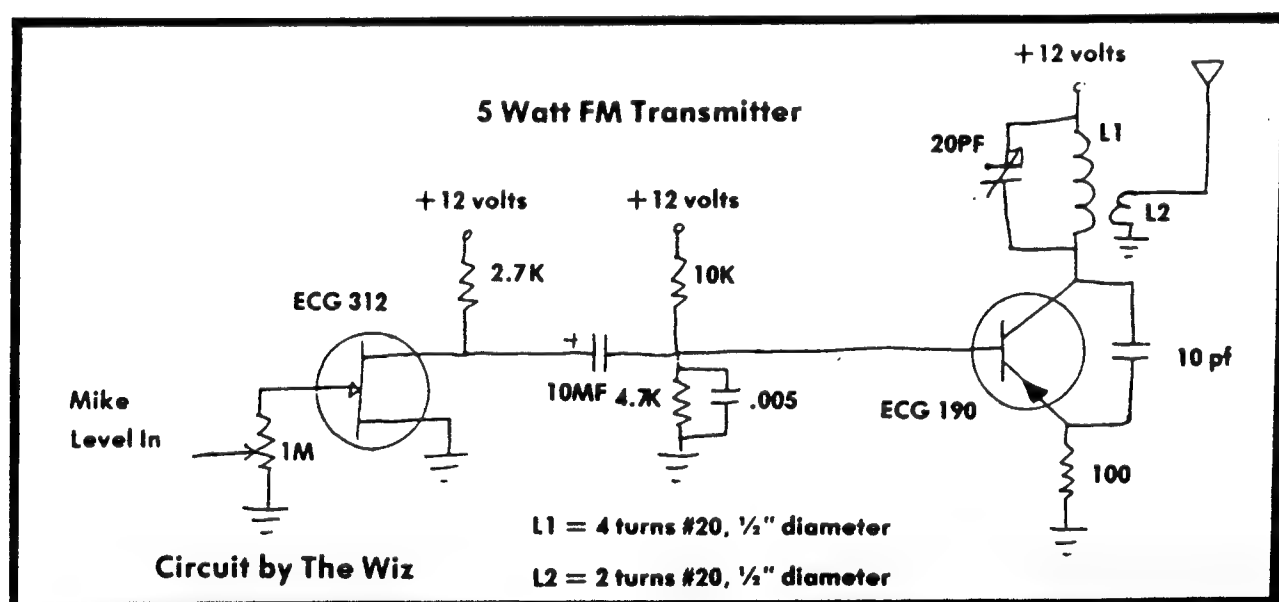 5 Watt FM Transmitter
+12 volts
20PF
L1
L2
+12 volts
+12 volts
2.7K
10K
ECG 312
+
10MF
4.7K
.005
ECG 190
10 pf
Mike
Level In
1M
100
L1 = 4 turns #20, ½" diameter
L2 = 2 turns #20, ½" diameter
Circuit by The Wiz